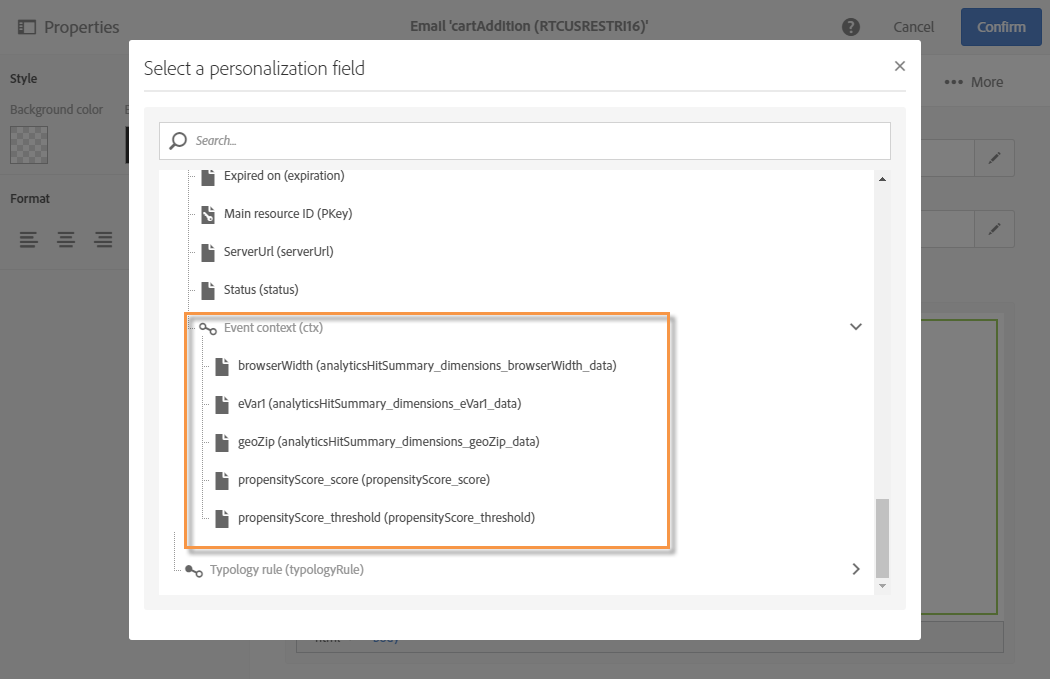 Properties
Email 'cartAddition (RTCUSRESTRI16)'
?
Cancel
Confirm
Select a personalization field
Style
More
Background color
Search...
Expired on (expiration)
Main resource ID (PKey)
Format
ServerUrl (serverUrl)
Status (status)
Event context (ctx)
browserWidth (analyticsHitSummary_dimensions_browserWidth_data)
eVar1 (analyticsHitSummary_dimensions_eVar1_data)
geoZip (analyticsHitSummary_dimensions_geoZip_data)
propensityScore_score (propensityScore_score)
propensityScore_threshold (propensityScore_threshold)
Typology rule (typologyRule)
html body